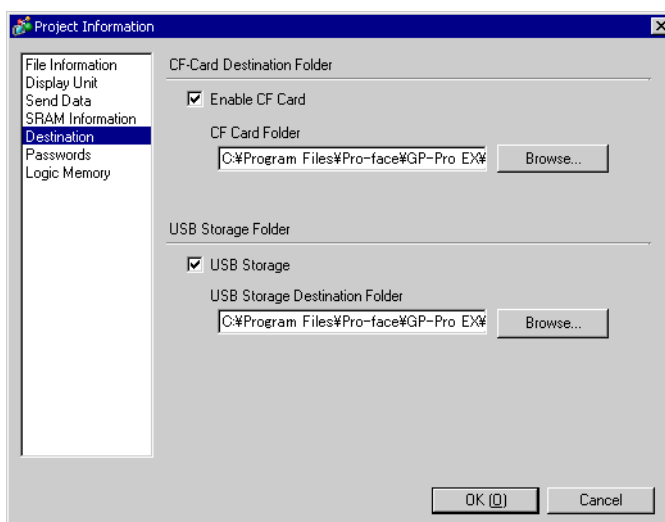 Project Information
File Information
Display Unit
Send Data
SRAM Information
Destination
Passwords
Logic Memory
CF-Card Destination Folder
Enable CF Card
CF Card Folder
C:¥Program Files¥Pro-face¥GP-Pro EX¥
Browse...
USB Storage Folder
USB Storage
USB Storage Destination Folder
C:¥Program Files¥Pro-face¥GP-Pro EX¥
Browse...
OK (O)
Cancel